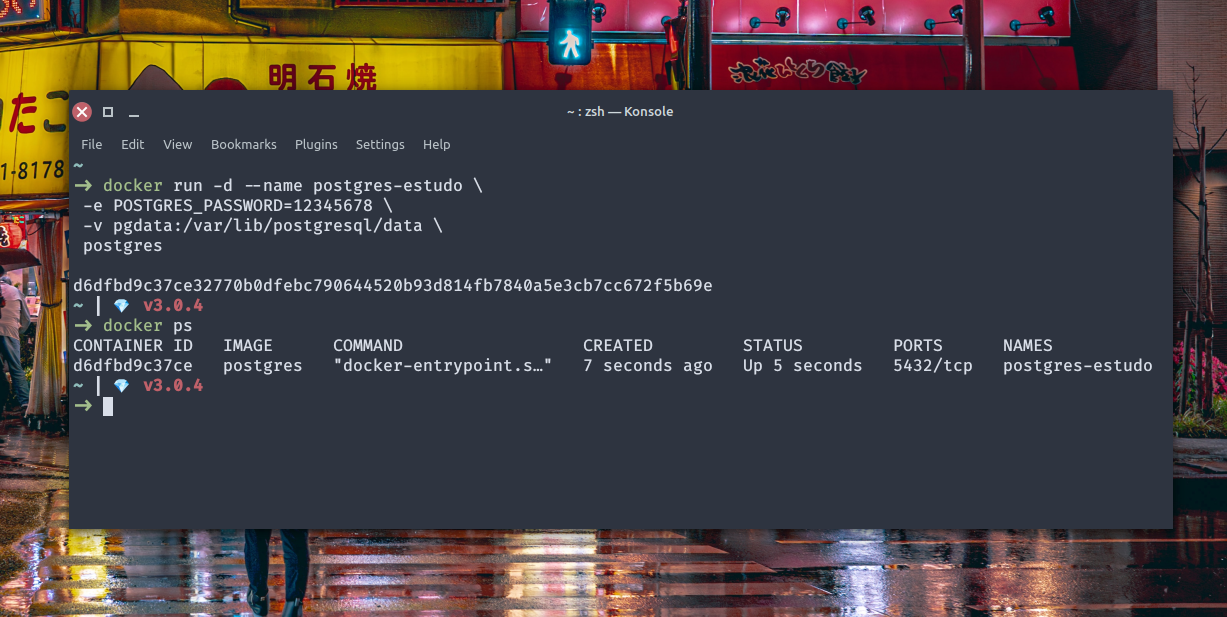 明石焼
たこ
1-8178
~ : zsh — Konsole
File Edit View Bookmarks Plugins Settings Help
~
➜ docker run -d --name postgres-estudo \
-e POSTGRES_PASSWORD=12345678 \
-v pgdata:/var/lib/postgresql/data \
postgres
d6dfbd9c37ce32770b0dfebc790644520b93d814fb7840a5e3cb7cc672f5b69e
~ | 💎 v3.0.4
➜ docker ps
CONTAINER ID IMAGE COMMAND CREATED STATUS PORTS NAMES
d6dfbd9c37ce postgres "docker-entrypoint.s…" 7 seconds ago Up 5 seconds 5432/tcp postgres-estudo
~ | 💎 v3.0.4
➜